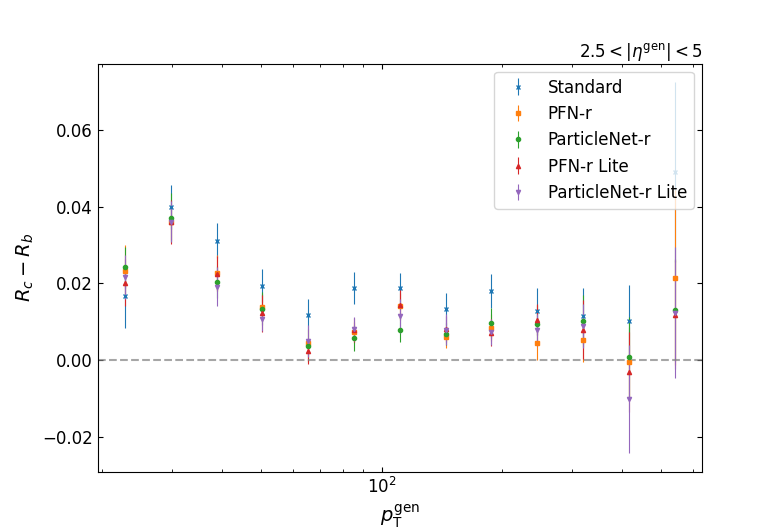 2.5 < |η^gen| < 5
Standard
PFN-r
ParticleNet-r
PFN-r Lite
ParticleNet-r Lite
0.06
0.04
0.02
0.00
−0.02
R_c − R_b
10^2
p_T^gen